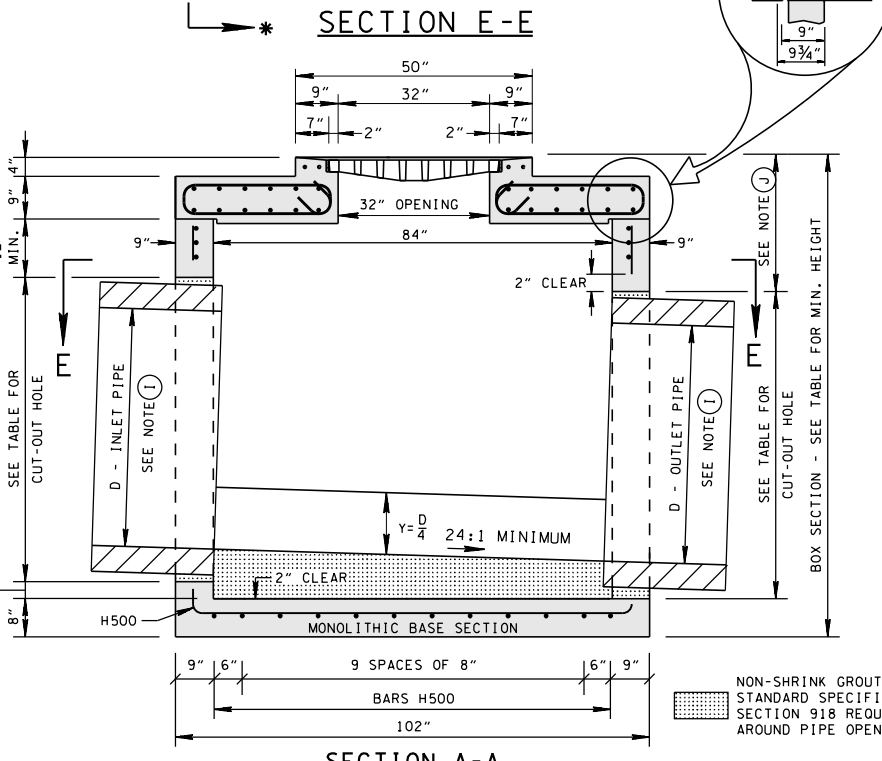 SECTION E-E
*
9"
9¾"
50"
9" 32" 9"
7" 2" 2" 7"
4"
9"
MIN.
32" OPENING
9" 84" 9"
2" CLEAR
SEE NOTE J
BOX SECTION - SEE TABLE FOR MIN. HEIGHT
E
E
SEE TABLE FOR
CUT-OUT HOLE
D - INLET PIPE
SEE NOTE I
D - OUTLET PIPE
SEE NOTE I
SEE TABLE FOR
CUT-OUT HOLE
Y=D/4
24:1 MINIMUM
2" CLEAR
8"
H500
MONOLITHIC BASE SECTION
9" 6" 9 SPACES OF 8" 6" 9"
BARS H500
102"
NON-SHRINK GROUT
STANDARD SPECIFI
SECTION 918 REQU
AROUND PIPE OPEN
SECTION A-A